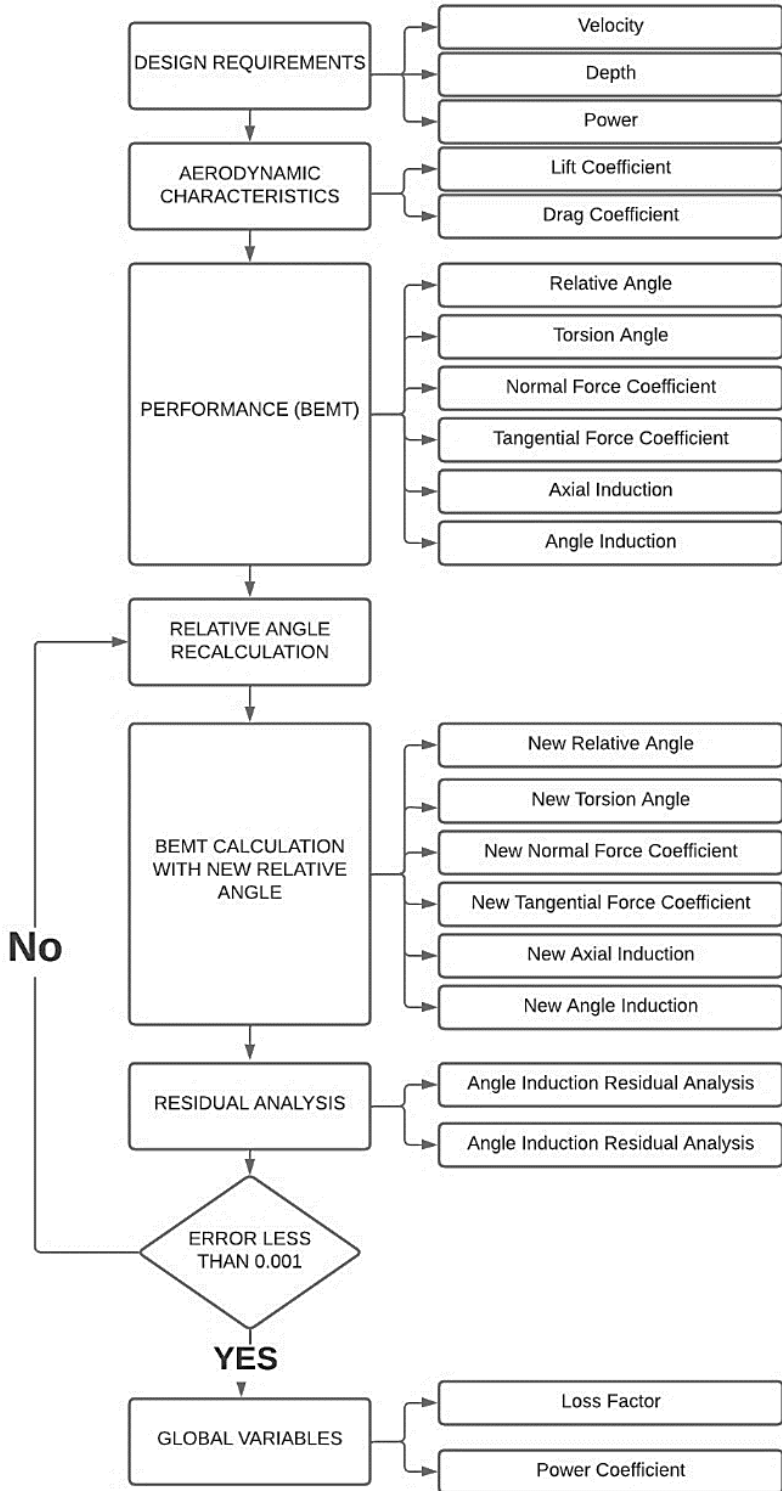 DESIGN REQUIREMENTS
Velocity
Depth
Power
AERODYNAMIC
CHARACTERISTICS
Lift Coefficient
Drag Coefficient
PERFORMANCE (BEMT)
Relative Angle
Torsion Angle
Normal Force Coefficient
Tangential Force Coefficient
Axial Induction
Angle Induction
RELATIVE ANGLE
RECALCULATION
BEMT CALCULATION
WITH NEW RELATIVE
ANGLE
New Relative Angle
New Torsion Angle
New Normal Force Coefficient
New Tangential Force Coefficient
New Axial Induction
New Angle Induction
No
RESIDUAL ANALYSIS
Angle Induction Residual Analysis
Angle Induction Residual Analysis
ERROR LESS
THAN 0.001
YES
GLOBAL VARIABLES
Loss Factor
Power Coefficient